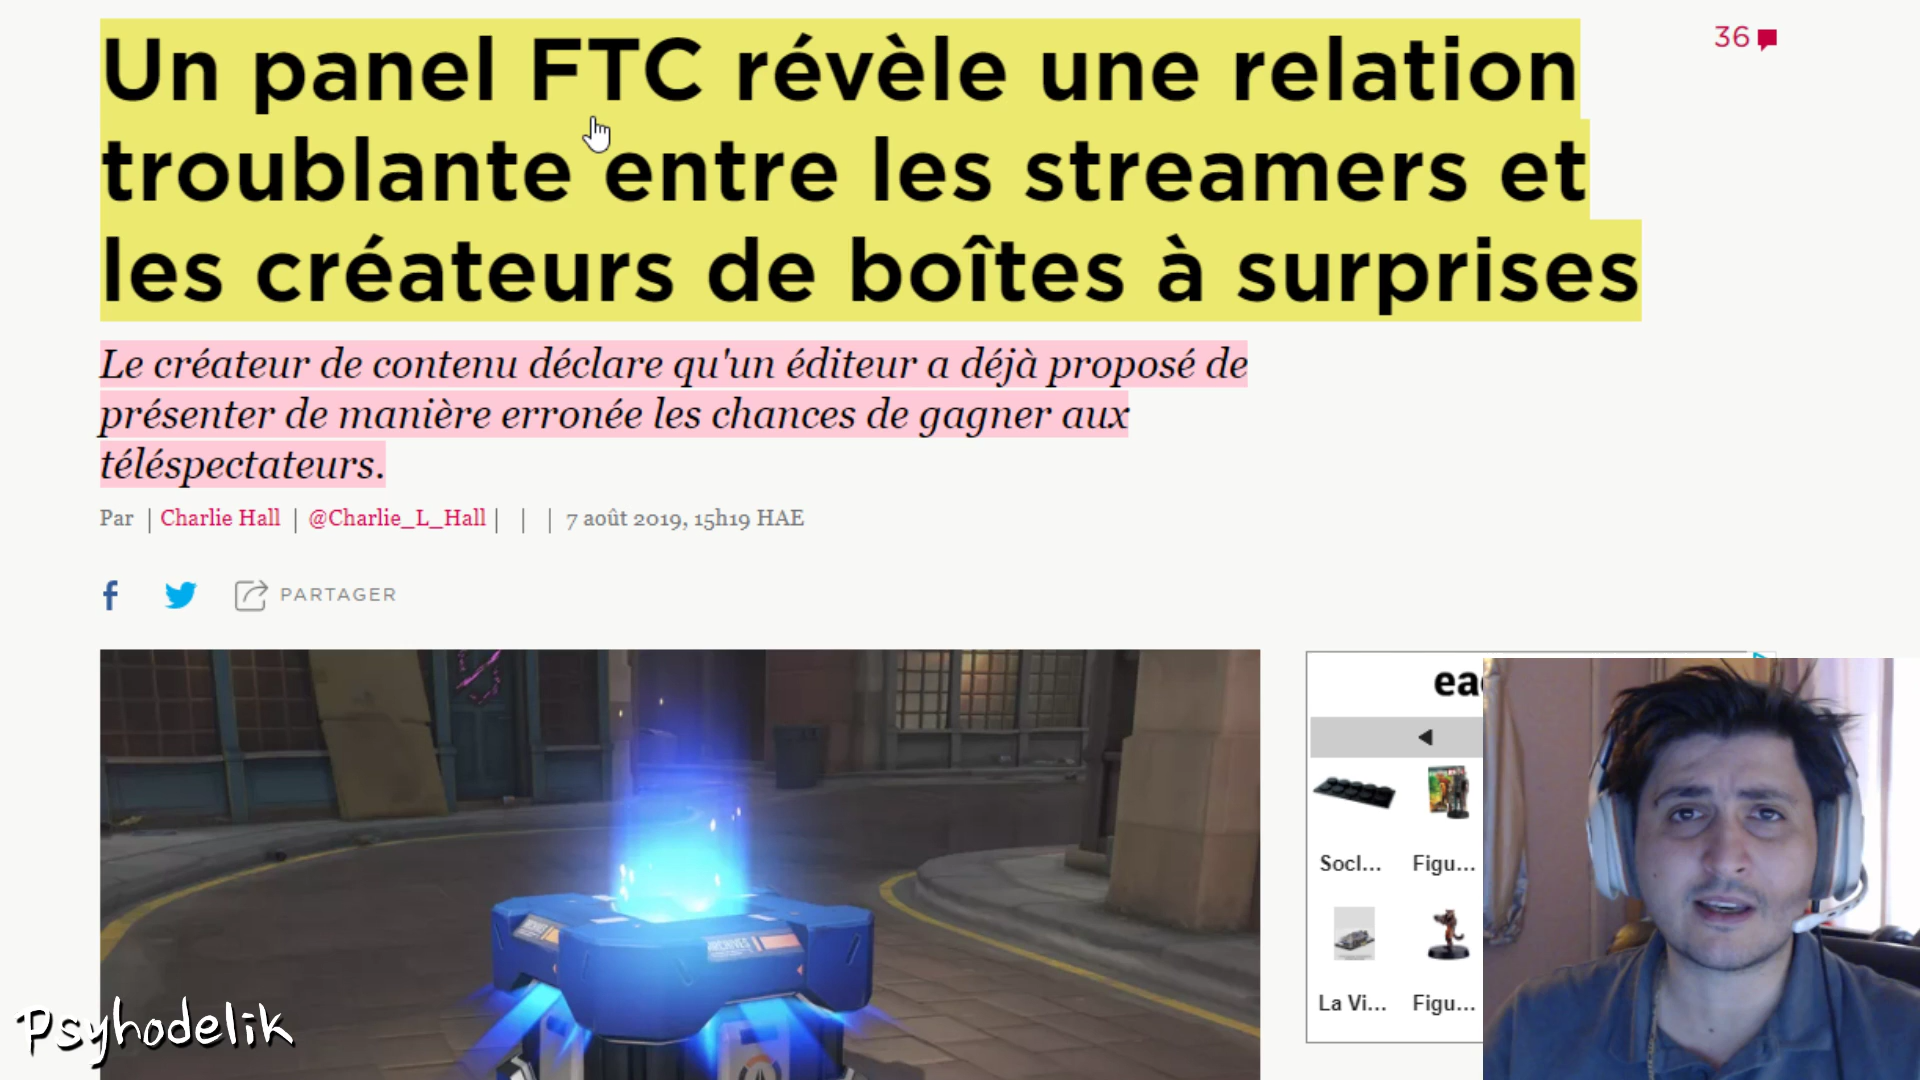 Un panel FTC révèle une relation
troublante entre les streamers et
les créateurs de boîtes à surprises
36
Le créateur de contenu déclare qu'un éditeur a déjà proposé de
présenter de manière erronée les chances de gagner aux
téléspectateurs.
Par | Charlie Hall | @Charlie_L_Hall | | | 7 août 2019, 15h19 HAE
PARTAGER
ARCHIVES
Socl... Figu...
La Vi... Figu...
Psyhodelik